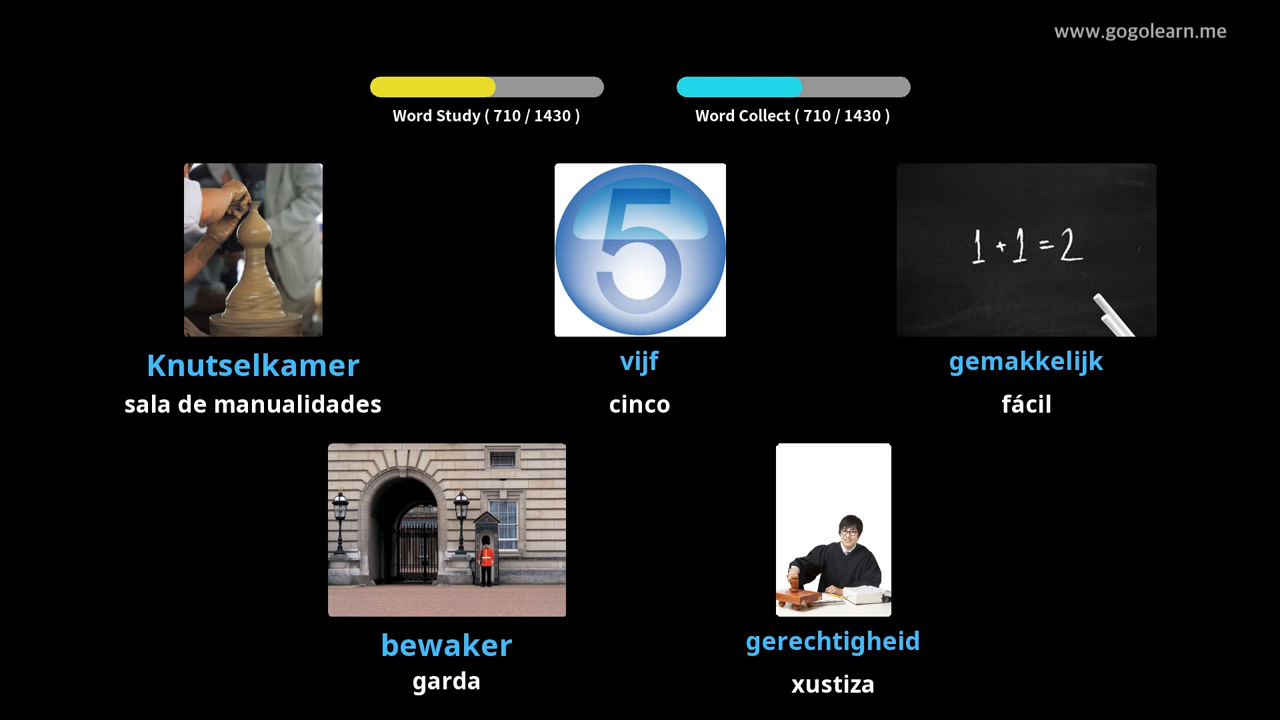 www.gogolearn.me
Word Study ( 710 / 1430 )
Word Collect ( 710 / 1430 )
5
1 + 1 = 2
Knutselkamer
vijf
gemakkelijk
sala de manualidades
cinco
fácil
bewaker
gerechtigheid
garda
xustiza